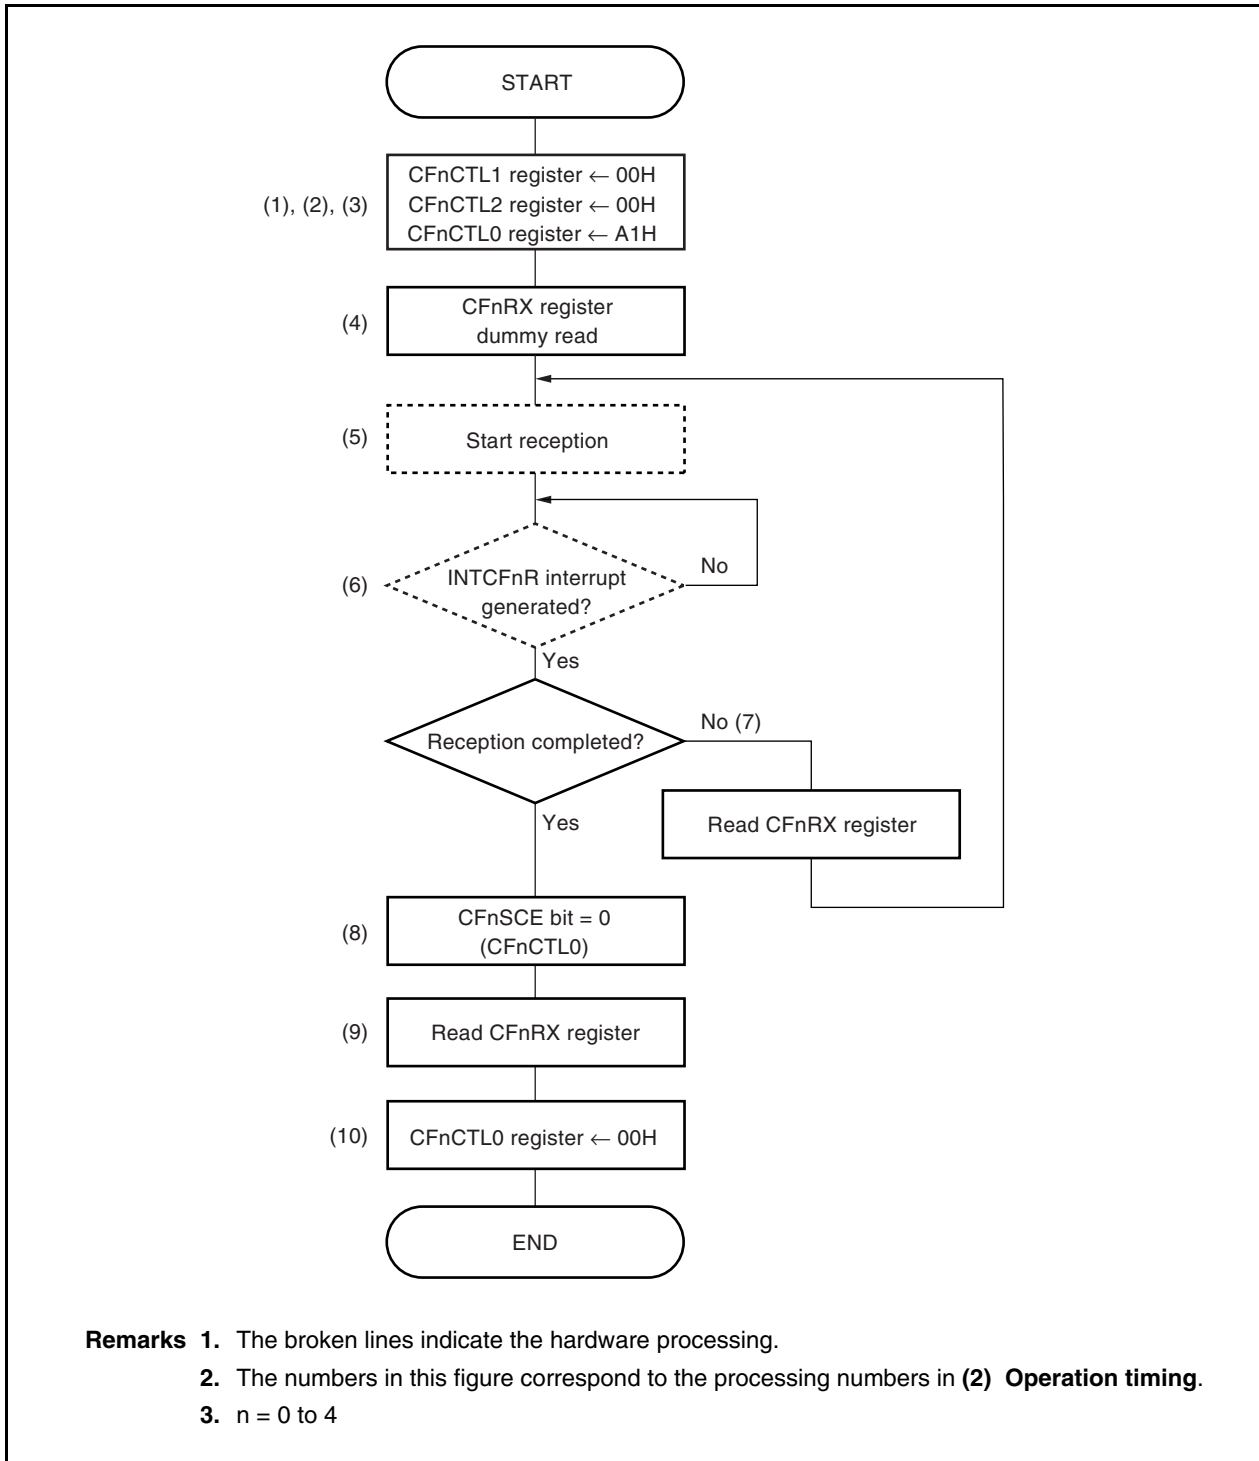 START
(1), (2), (3)
CFnCTL1 register ← 00H
CFnCTL2 register ← 00H
CFnCTL0 register ← A1H
(4)
CFnRX register
dummy read
(5)
Start reception
(6)
INTCFnR interrupt
generated?
No
Yes
Reception completed?
No (7)
Read CFnRX register
Yes
(8)
CFnSCE bit = 0
(CFnCTL0)
(9)
Read CFnRX register
(10)
CFnCTL0 register ← 00H
END
Remarks 1. The broken lines indicate the hardware processing.
2. The numbers in this figure correspond to the processing numbers in (2) Operation timing.
3. n = 0 to 4